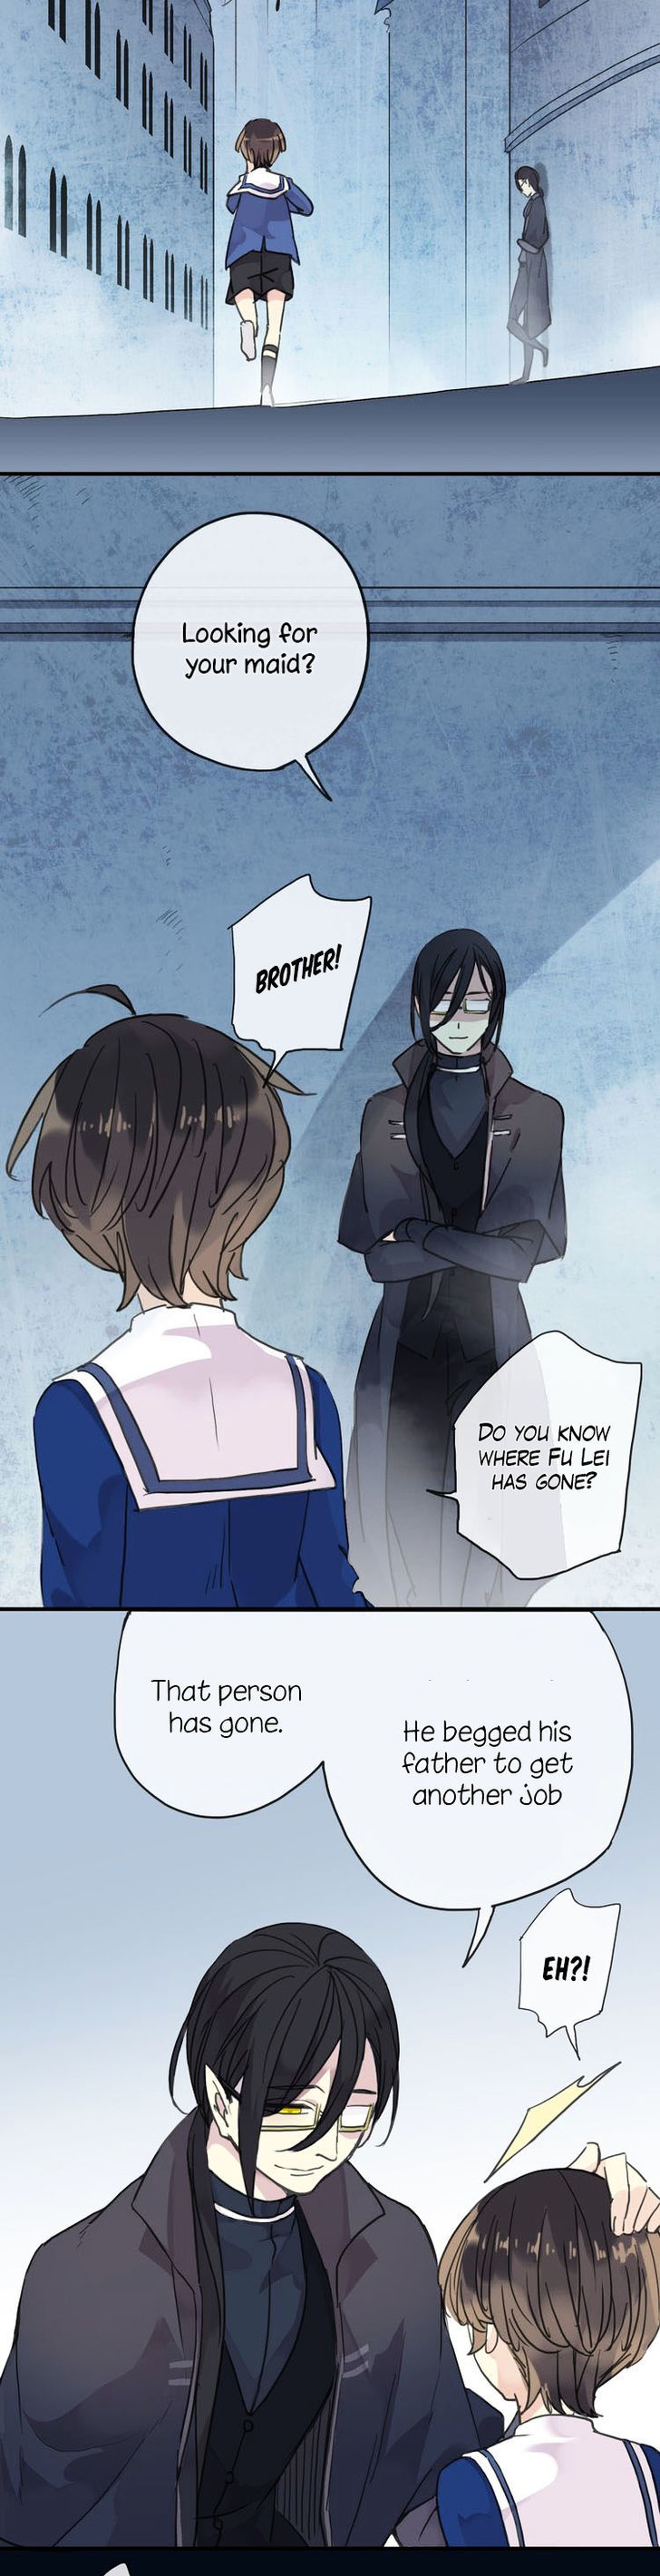 Looking for
your maid?
BROTHER!
DO YOU KNOW
WHERE FU LEI
HAS GONE?
That person
has gone.
He begged his
father to get
another job
EH?!